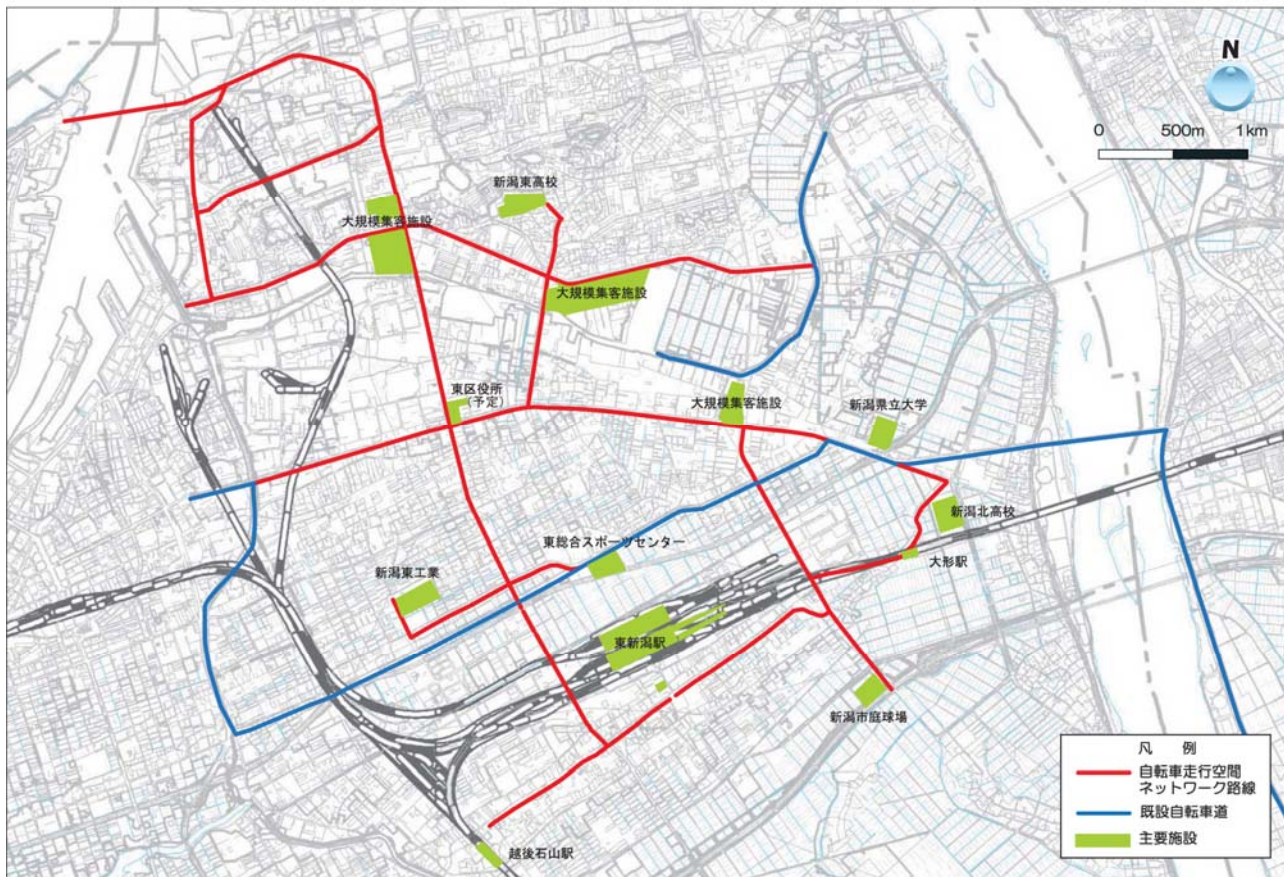 N
0 500m 1km
新潟東高校
大規模集客施設
大規模集客施設
東区役所
（予定）
大規模集客施設
新潟県立大学
新潟北高校
東総合スポーツセンター
大形駅
新潟東工業
東新潟駅
新潟市庭球場
越後石山駅
凡 例
自転車走行空間
ネットワーク路線
既設自転車道
主要施設